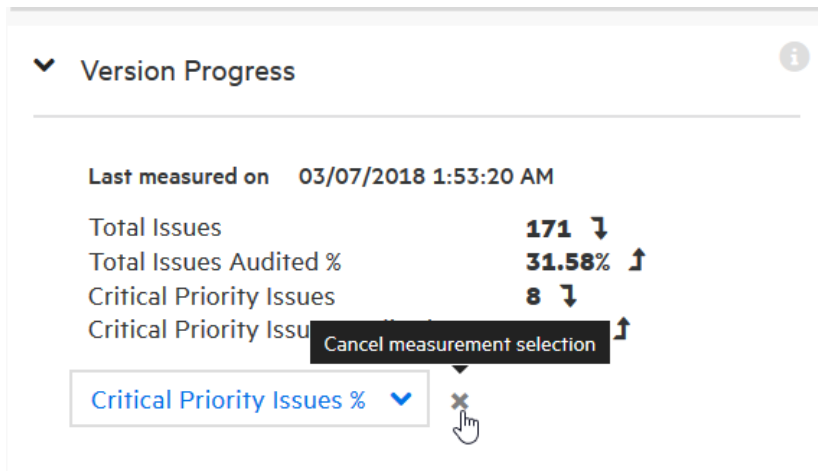 Version Progress
Last measured on 03/07/2018 1:53:20 AM
Total Issues 171
Total Issues Audited % 31.58%
Critical Priority Issues 8
Critical Priority
Cancel measurement selection
Critical Priority Issues %